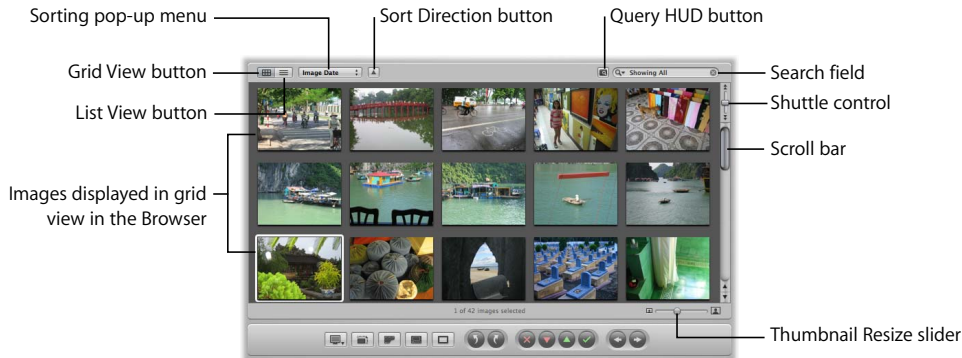 Sorting pop-up menu
Sort Direction button
Query HUD button
Grid View button
Image Date
Showing All
Search field
List View button
Shuttle control
Scroll bar
Images displayed in grid
view in the Browser
1 of 42 images selected
Thumbnail Resize slider